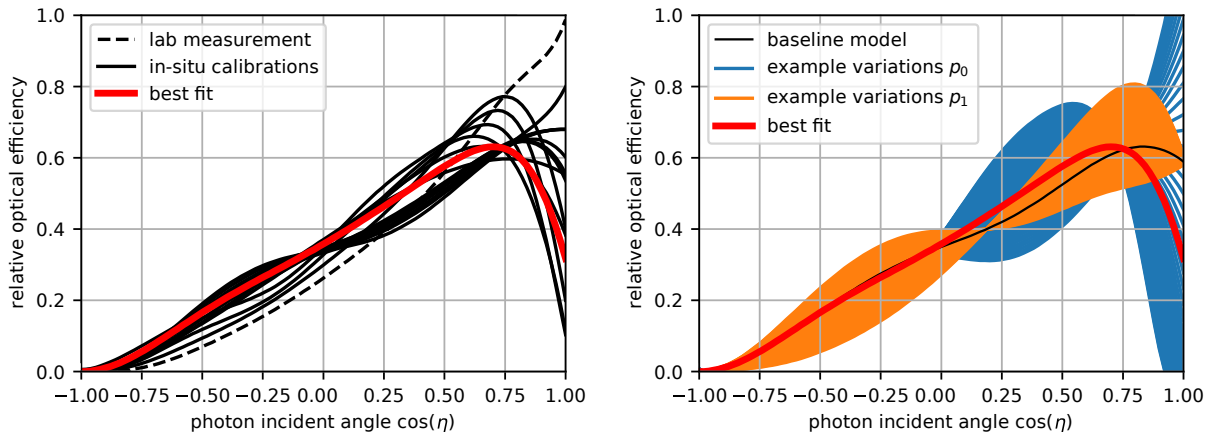 relative optical efficiency
1.0
0.8
0.6
0.4
0.2
0.0
lab measurement
in-situ calibrations
best fit
−1.00 −0.75 −0.50 −0.25 0.00 0.25 0.50 0.75 1.00
photon incident angle cos(η)
relative optical efficiency
1.0
0.8
0.6
0.4
0.2
0.0
baseline model
example variations p₀
example variations p₁
best fit
−1.00 −0.75 −0.50 −0.25 0.00 0.25 0.50 0.75 1.00
photon incident angle cos(η)